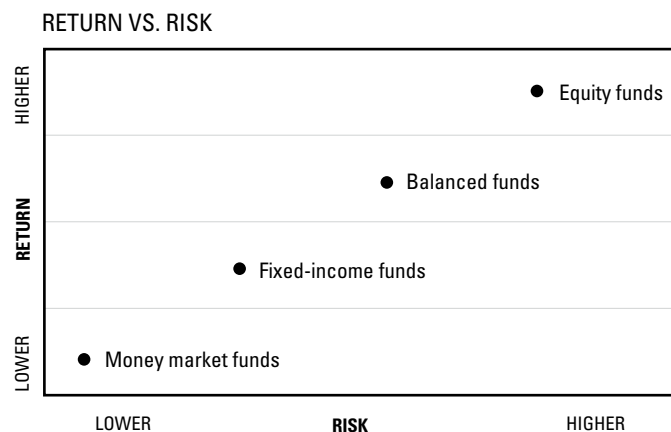 RETURN VS. RISK
HIGHER
Equity funds
Balanced funds
RETURN
Fixed-income funds
LOWER
Money market funds
LOWER
RISK
HIGHER